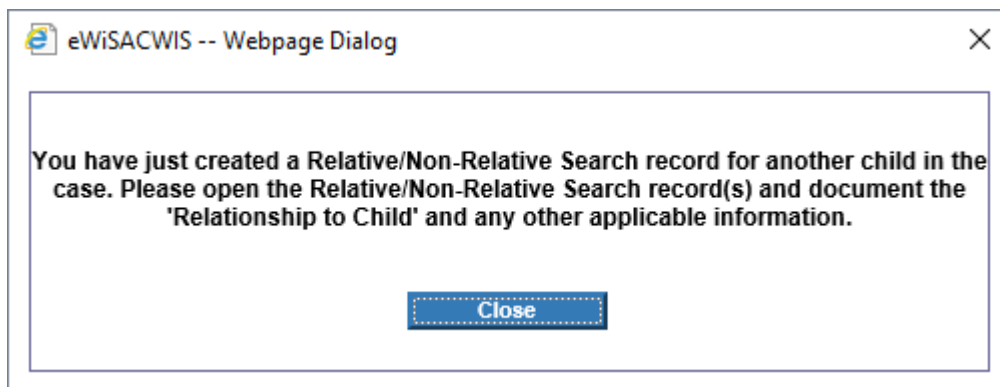 eWiSACWIS -- Webpage Dialog
You have just created a Relative/Non-Relative Search record for another child in the
case. Please open the Relative/Non-Relative Search record(s) and document the
'Relationship to Child' and any other applicable information.
Close